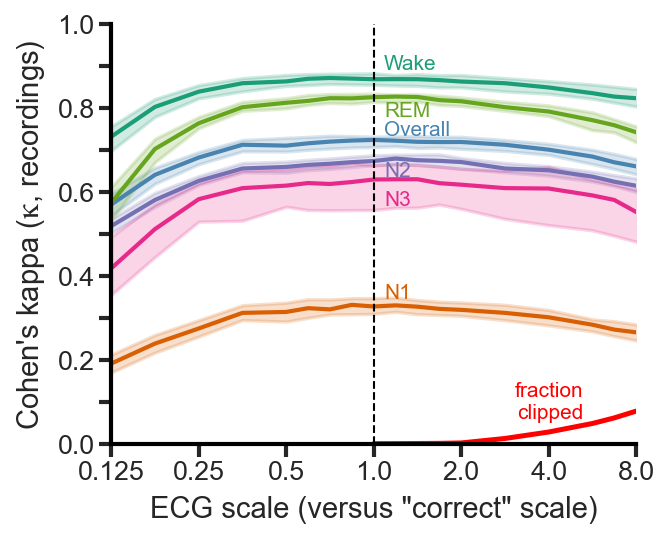 1.0
Wake
0.8
REM
Overall
N2
0.6
N3
0.4
N1
0.2
fraction
clipped
0.0
0.125 0.25 0.5 1.0 2.0 4.0 8.0
ECG scale (versus "correct" scale)
Cohen's kappa (κ, recordings)